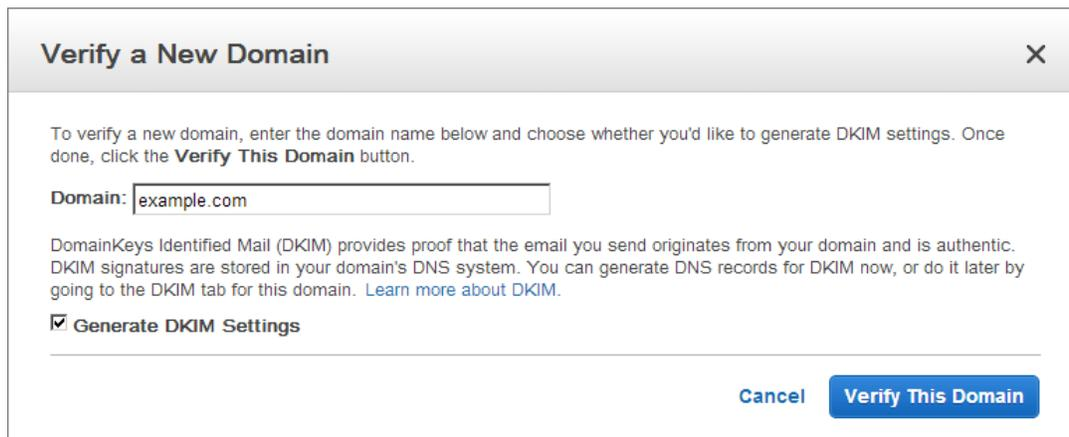 Verify a New Domain
To verify a new domain, enter the domain name below and choose whether you'd like to generate DKIM settings. Once
done, click the Verify This Domain button.
Domain: example.com
DomainKeys Identified Mail (DKIM) provides proof that the email you send originates from your domain and is authentic.
DKIM signatures are stored in your domain's DNS system. You can generate DNS records for DKIM now, or do it later by
going to the DKIM tab for this domain. Learn more about DKIM.
Generate DKIM Settings
Cancel Verify This Domain